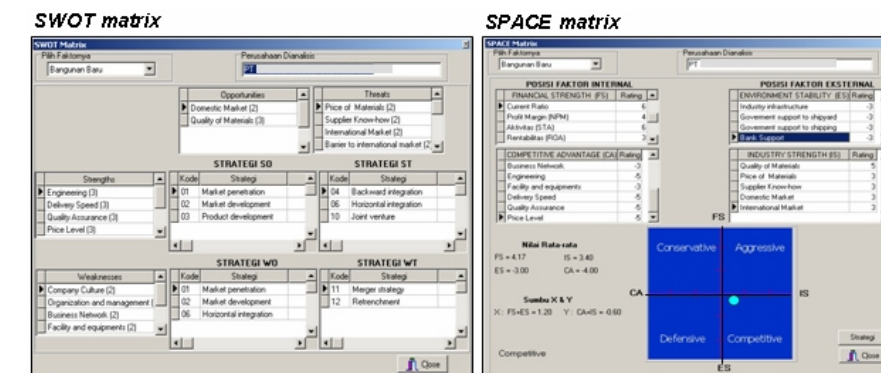 SWOT matrix
SPACE matrix
SWOT Matrix
Pilih Faktornya
Perusahaan Dianalisis
Bangunan Baru
PT
Opportunities
Domestic Market (2)
Quality of Materials (3)
Threats
Price of Materials (2)
Supplier Know-how (2)
International Market (2)
Barrier to international market (2)
STRATEGI SO
STRATEGI ST
Strengths
Engineering (3)
Delivery Speed (3)
Quality Assurance (3)
Price Level (3)
Kode Strategi
01 Market penetration
02 Market development
03 Product development
Kode Strategi
04 Backward integration
06 Horizontal integration
10 Joint venture
STRATEGI WO
STRATEGI WT
Weaknesses
Company Culture (2)
Organization and management (
Business Network (2)
Facility and equipments (2)
Kode Strategi
01 Market penetration
02 Market development
06 Horizontal integration
Kode Strategi
11 Merger strategy
12 Retrenchment
Close
SPACE Matrix
Pilih Faktornya
Perusahaan Dianalisis
Bangunan Baru
PT
POSISI FAKTOR INTERNAL
FINANCIAL STRENGTH (FS) Rating
Current Ratio 6
Profit Margin (NPM) 4
Aktivitas (STA) 6
Rentabilitas (ROA) 3
POSISI FAKTOR EKSTERNAL
ENVIRONMENT STABILITY (ES) Rating
Industry infrastructure -3
Goverment support to shipyard -3
Goverment support to shipping -3
Bank Support -3
COMPETITIVE ADVANTAGE (CA) Rating
Business Network -3
Engineering -5
Facility and equipments -3
Delivery Speed -5
Quality Assurance -5
Price Level -5
INDUSTRY STRENGTH (IS) Rating
Quality of Materials 5
Price of Materials 3
Supplier Know-how 3
Domestic Market 3
International Market 3
Nilai Rata-rata
FS = 4.17 IS = 3.40
ES = -3.00 CA = -4.00
Sumbu X & Y
X : FS+ES = 1.20 Y : CA+IS = -0.60
Competitive
FS
Conservative Aggressive
CA IS
Defensive Competitive
ES
Strategi
Close